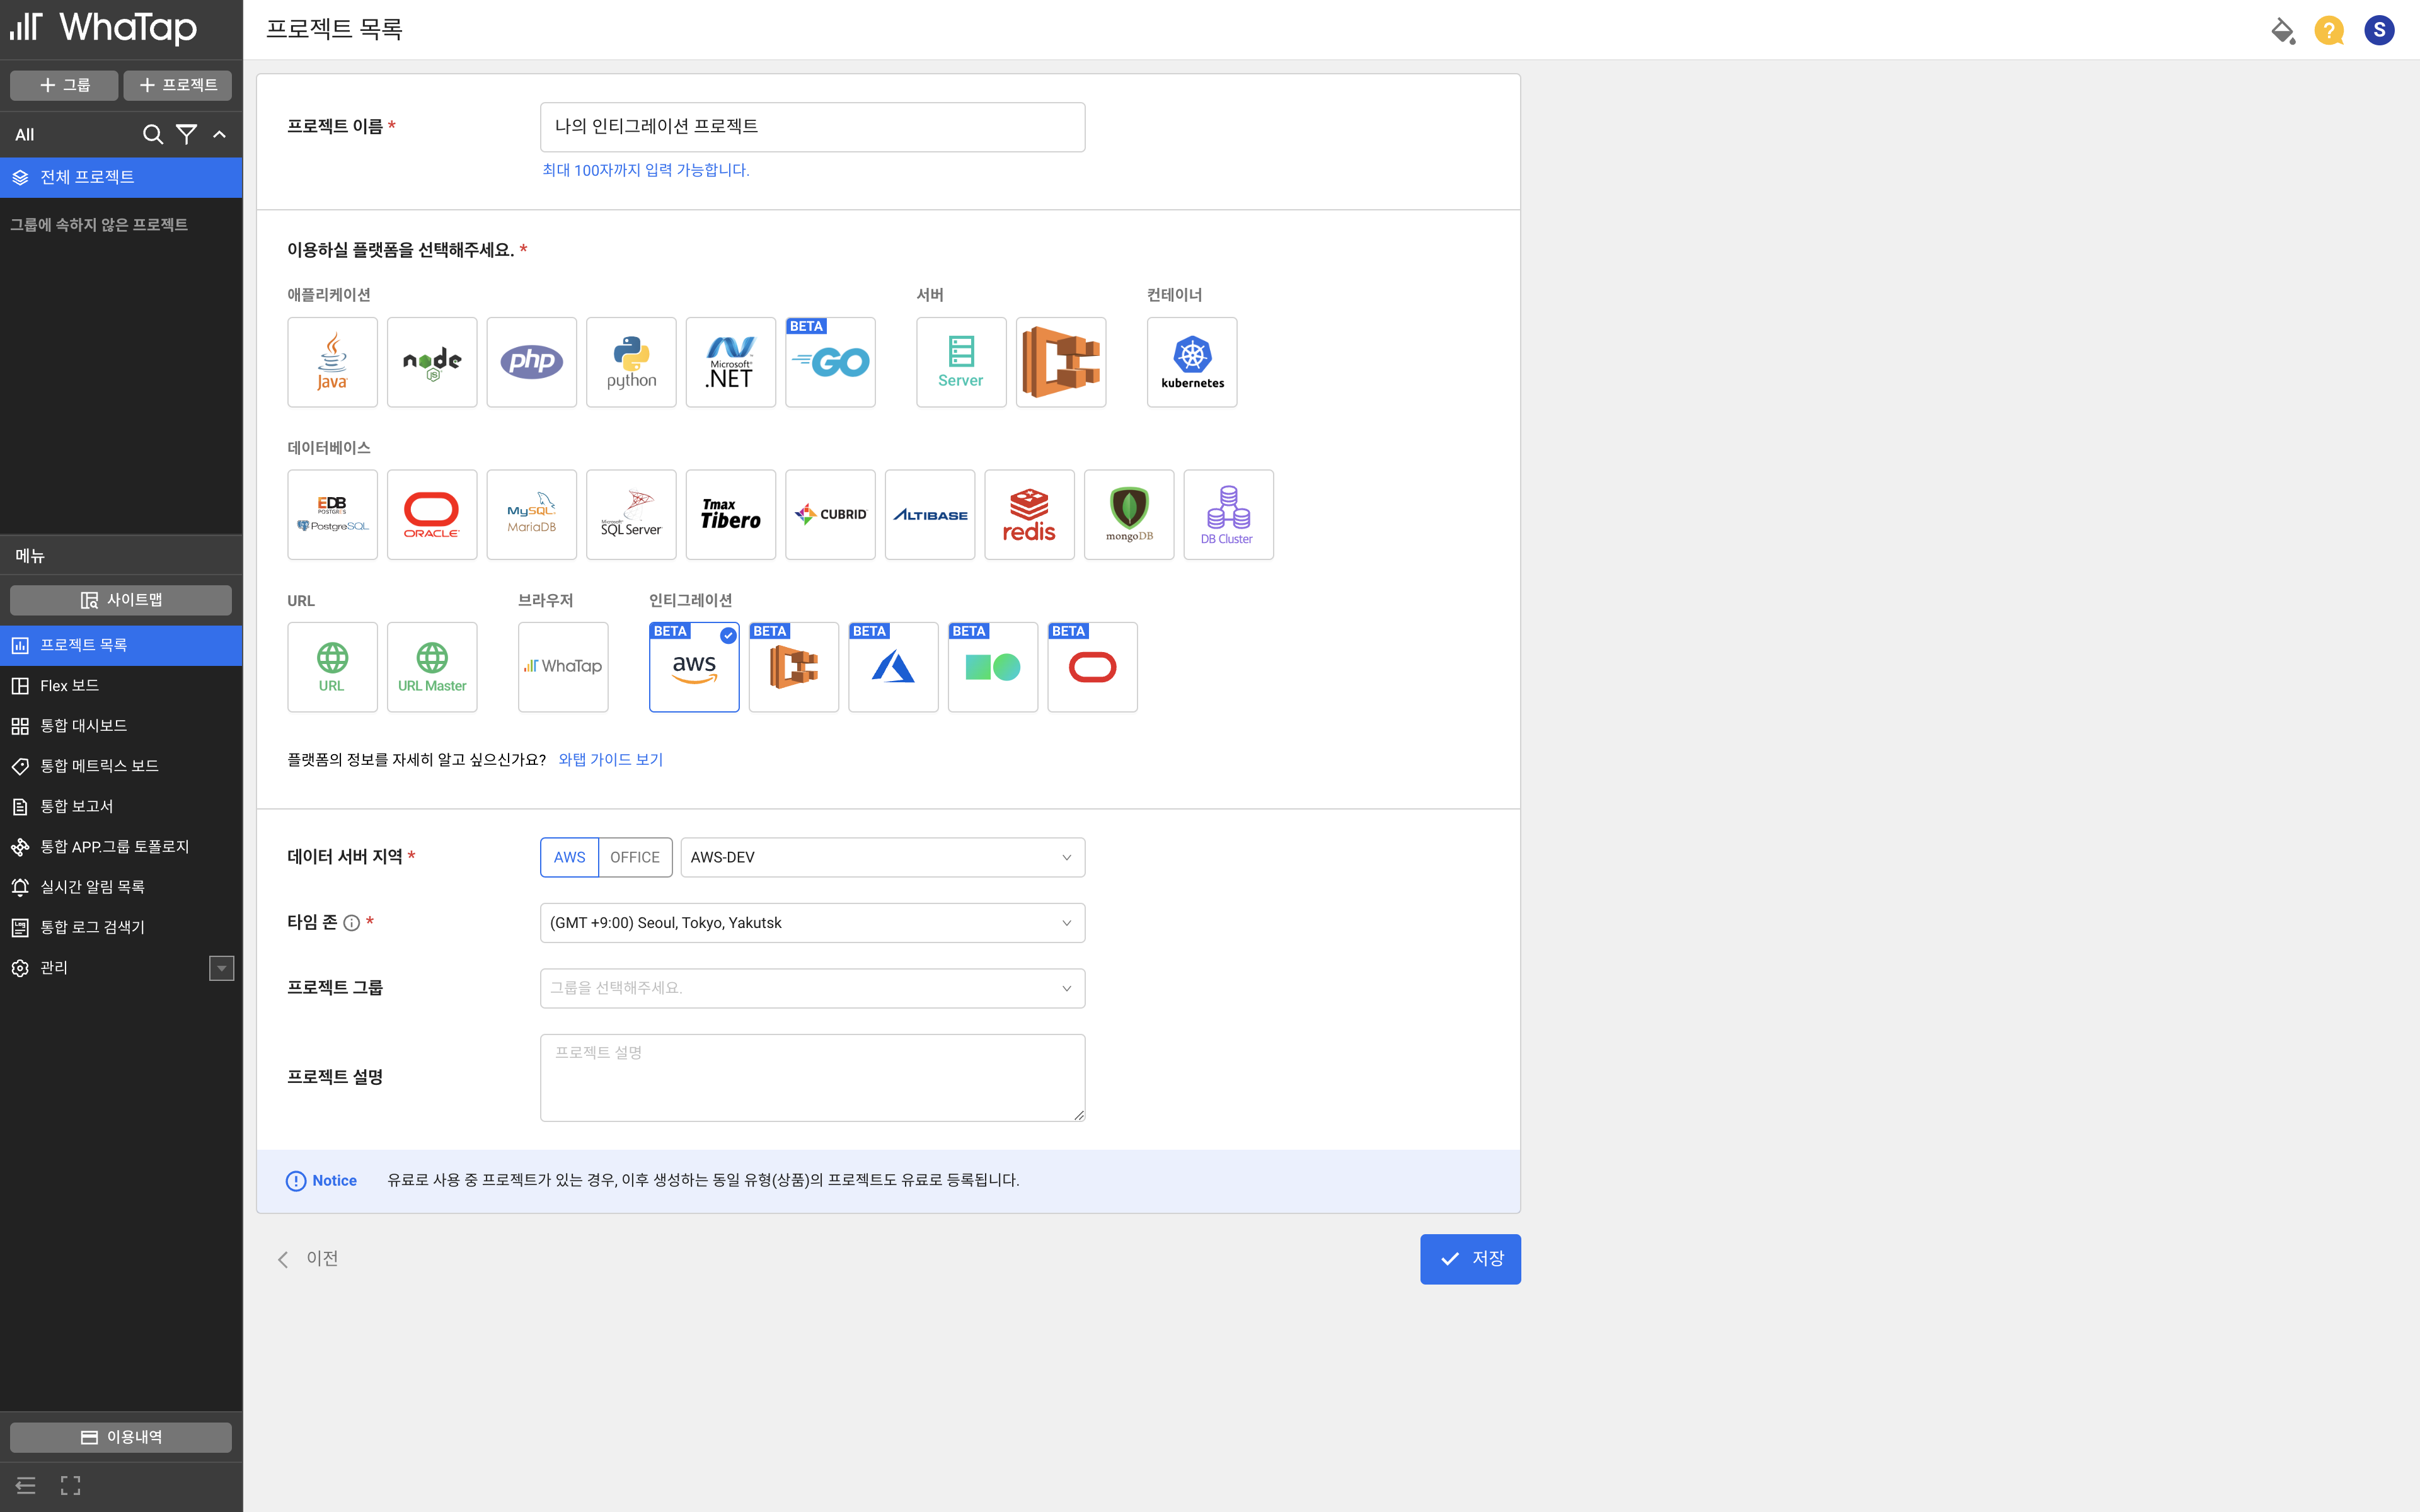 WhaTap
그룹
프로젝트
All
전체 프로젝트
그룹에 속하지 않은 프로젝트
메뉴
사이트맵
프로젝트 목록
Flex 보드
통합 대시보드
통합 메트릭스 보드
통합 보고서
통합 APP.그룹 토폴로지
실시간 알림 목록
통합 로그 검색기
관리
이용내역
프로젝트 목록
?
S
프로젝트 이름 *
나의 인티그레이션 프로젝트
최대 100자까지 입력 가능합니다.
이용하실 플랫폼을 선택해주세요. *
애플리케이션
서버
컨테이너
Java
node
JS
php
python
Microsoft
.NET
BETA
GO
Server
kubernetes
데이터베이스
EDB
POSTGRES
PostgreSQL
ORACLE
MySQL
MariaDB
Microsoft
SQL Server
Tmax
Tibero
CUBRID
ALTIBASE
redis
mongoDB
DB Cluster
URL
브라우저
인티그레이션
URL
URL Master
WhaTap
BETA
aws
BETA
BETA
BETA
BETA
플랫폼의 정보를 자세히 알고 싶으신가요? 와탭 가이드 보기
데이터 서버 지역 *
AWS
OFFICE
AWS-DEV
타임 존 *
(GMT +9:00) Seoul, Tokyo, Yakutsk
프로젝트 그룹
그룹을 선택해주세요.
프로젝트 설명
프로젝트 설명
Notice
유료로 사용 중 프로젝트가 있는 경우, 이후 생성하는 동일 유형(상품)의 프로젝트도 유료로 등록됩니다.
이전
저장